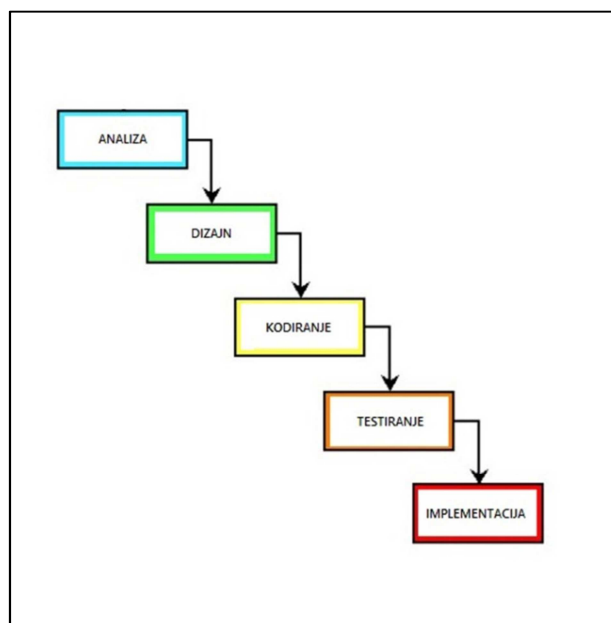 ANALIZA
DIZAJN
KODIRANJE
TESTIRANJE
IMPLEMENTACIJA